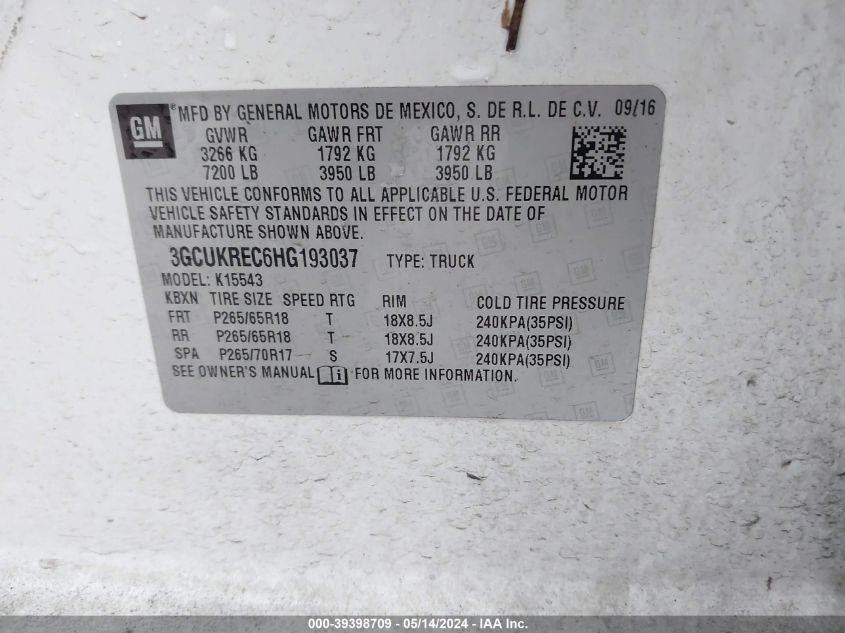 GM ® MFD BY GENERAL MOTORS DE MEXICO, S. DE R.L. DE C.V. 09/16
GVWR GAWR FRT GAWR RR
3266 KG 1792 KG 1792 KG
7200 LB 3950 LB 3950 LB
THIS VEHICLE CONFORMS TO ALL APPLICABLE U.S. FEDERAL MOTOR
VEHICLE SAFETY STANDARDS IN EFFECT ON THE DATE OF
MANUFACTURE SHOWN ABOVE.
3GCUKREC6HG193037 TYPE: TRUCK
MODEL: K15543
KBXN TIRE SIZE SPEED RTG RIM COLD TIRE PRESSURE
FRT P265/65R18 T 18X8.5J 240KPA(35PSI)
RR P265/65R18 T 18X8.5J 240KPA(35PSI)
SPA P265/70R17 S 17X7.5J 240KPA(35PSI)
SEE OWNER'S MANUAL i FOR MORE INFORMATION.
000-39398709 - 05/14/2024 - IAA Inc.